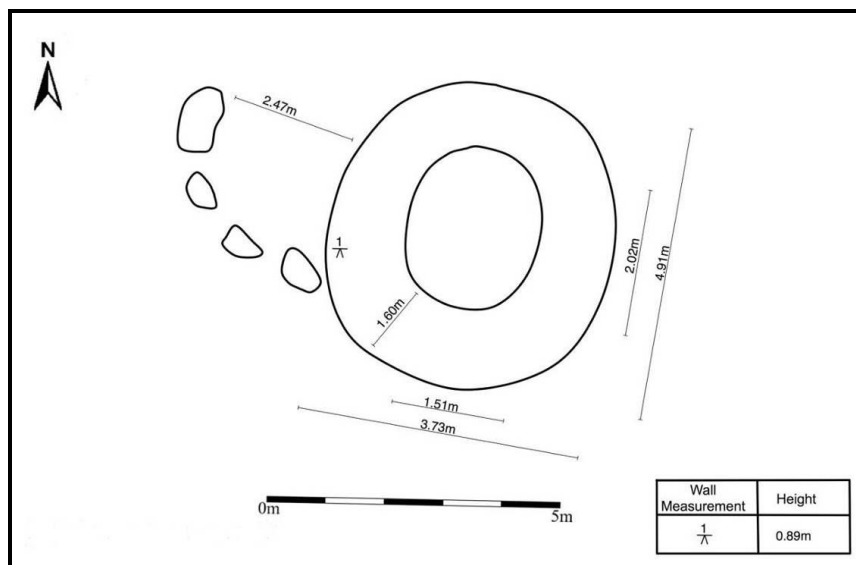 N
2.47m
1
Λ
1.60m
2.02m
4.91m
1.51m
3.73m
0m
5m
Wall Measurement
Height
1
Λ
0.89m